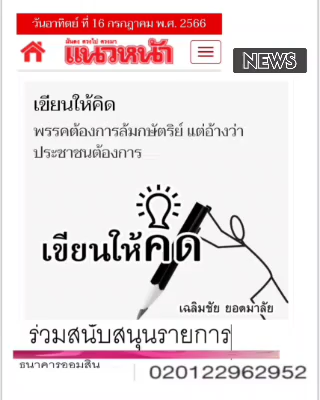 วันอาทิตย์ ที่ 16 กรกฎาคม พ.ศ. 2566
แนวหน้า
NEWS
เขียนให้คิด
พรรคต้องการล้มกษัตริย์ แต่อ้างว่า
ประชาชนต้องการ
เขียนให้คิด
เฉลิมชัย ยอดมาลัย
ร่วมสนับสนุนรายการ
ธนาคารออมสิน
020122962952